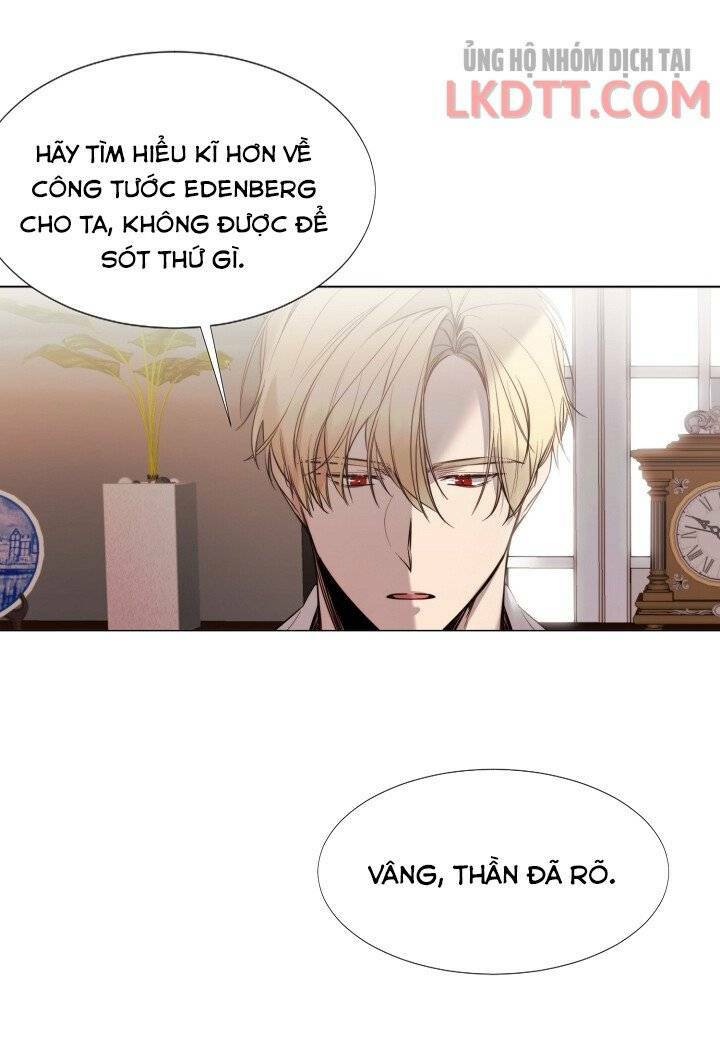 ỦNG HỘ NHÓM DỊCH TẠI
LKDTT.COM
HÃY TÌM HIỂU KĨ HƠN VỀ
CÔNG TƯỚC EDENBERG
CHO TA, KHÔNG ĐƯỢC ĐỂ
SÓT THỨ GÌ.
VÂNG, THẦN ĐÃ RÕ.